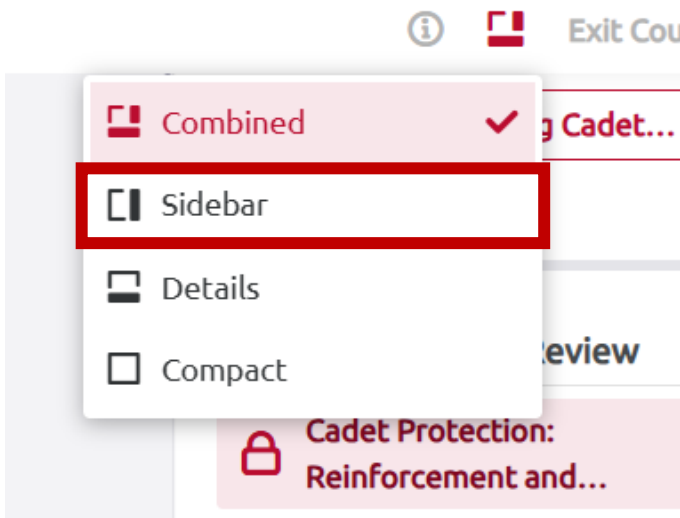 Exit Cou
Combined
g Cadet...
Sidebar
Details
eview
Compact
Cadet Protection:
Reinforcement and...